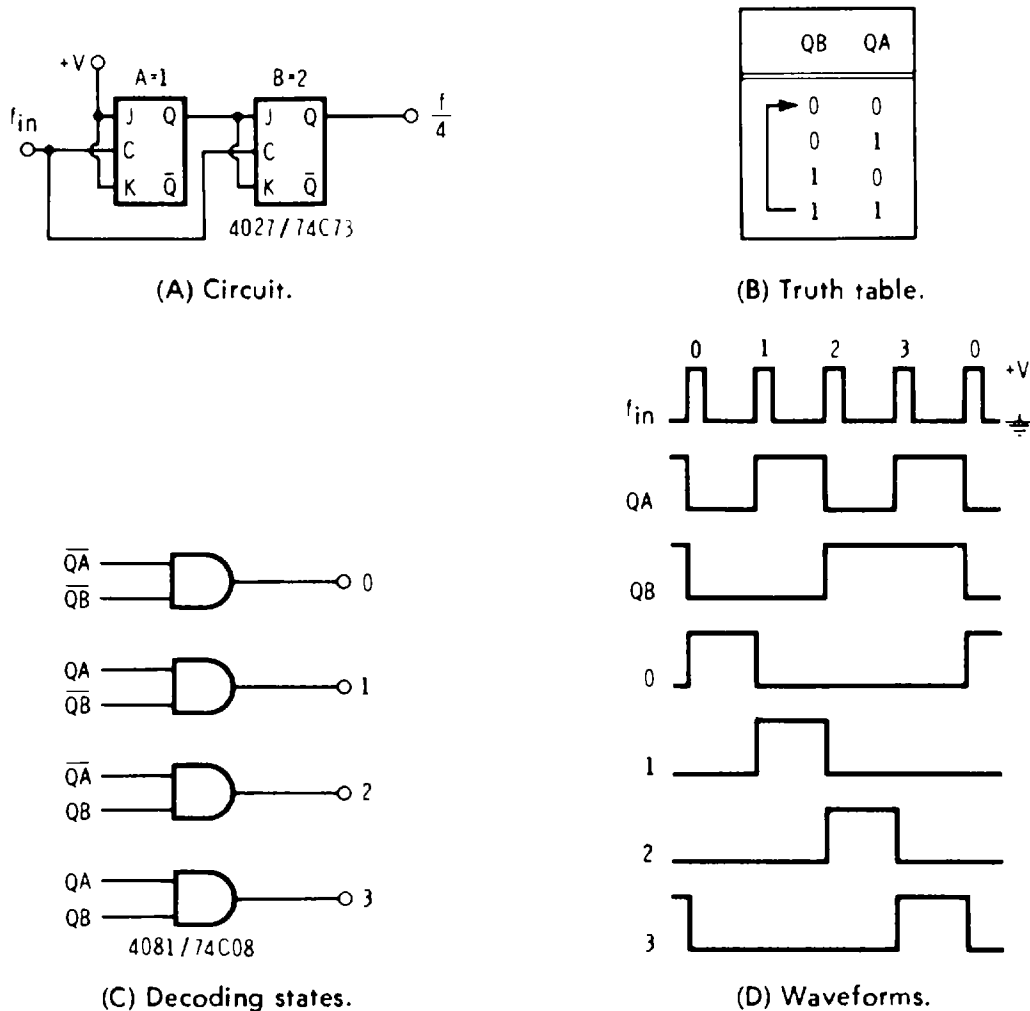 +V
A=1
B=2
f in
J Q
C
K Q̅
J Q
C
K Q̅
f/4
4027/74C73
(A) Circuit.
QB QA
0 0
0 1
1 0
1 1
(B) Truth table.
Q̅A̅
Q̅B̅
0
QA
Q̅B̅
1
Q̅A̅
QB
2
QA
QB
3
4081/74C08
(C) Decoding states.
0 1 2 3 0
+V
f in
QA
QB
0
1
2
3
(D) Waveforms.